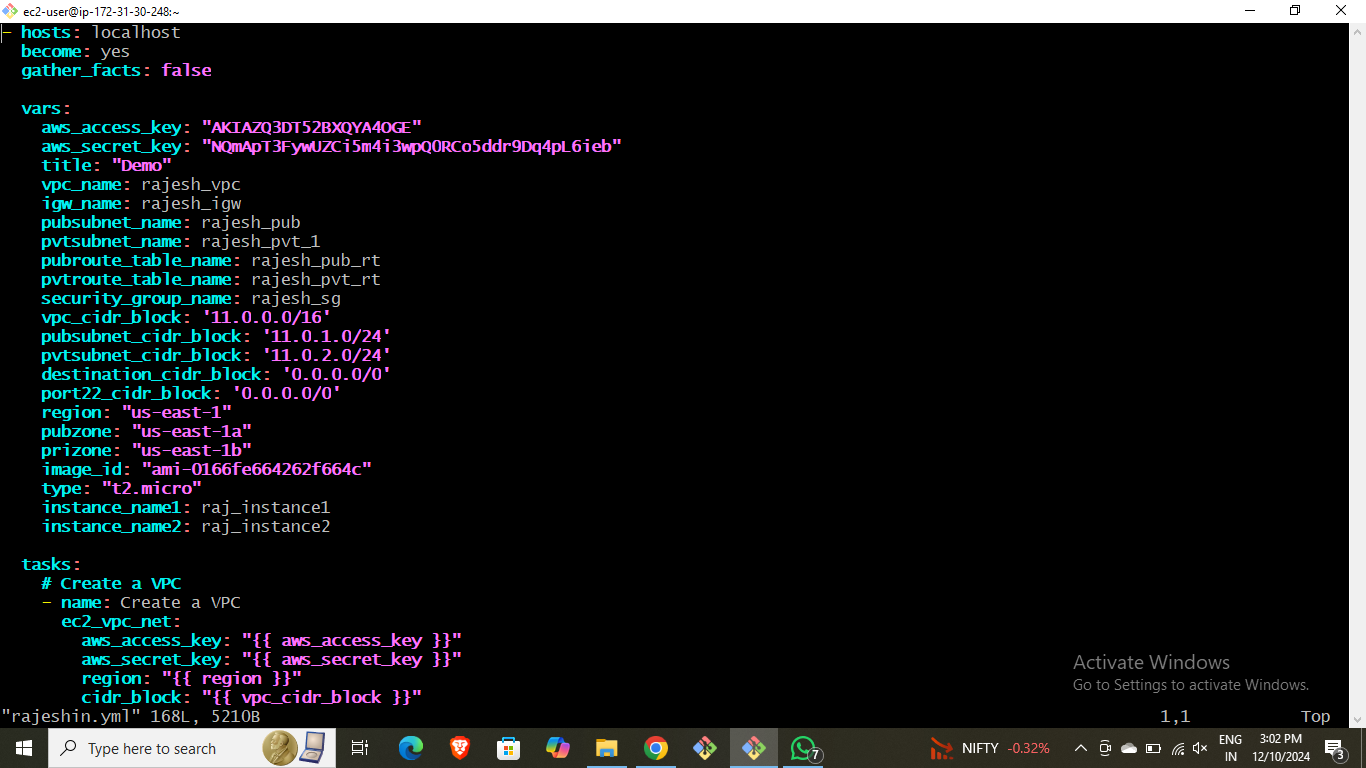 ec2-user@ip-172-31-30-248:~
- hosts: localhost
become: yes
gather_facts: false
vars:
aws_access_key:
aws_secret_key:
title: "Demo"
vpc_name: rajesh_vpc
igw_name: rajesh_igw
pubsubnet_name: rajesh_pub
pvtsubnet_name: rajesh_pvt_1
pubroute_table_name: rajesh_pub_rt
pvtroute_table_name: rajesh_pvt_rt
security_group_name: rajesh_sg
vpc_cidr_block: '11.0.0.0/16'
pubsubnet_cidr_block: '11.0.1.0/24'
pvtsubnet_cidr_block: '11.0.2.0/24'
destination_cidr_block: '0.0.0.0/0'
port22_cidr_block: '0.0.0.0/0'
region: "us-east-1"
pubzone: "us-east-1a"
prizone: "us-east-1b"
image_id: "ami-0166fe664262f664c"
type: "t2.micro"
instance_name1: raj_instance1
instance_name2: raj_instance2
tasks:
# Create a VPC
- name: Create a VPC
ec2_vpc_net:
aws_access_key: "{{ aws_access_key }}"
aws_secret_key: "{{ aws_secret_key }}"
region: "{{ region }}"
cidr_block: "{{ vpc_cidr_block }}"
"rajeshin.yml" 168L, 5210B 1,1 Top
Activate Windows
Go to Settings to activate Windows.
Type here to search
7
NIFTY -0.32%
ENG
IN
3:02 PM
12/10/2024
3